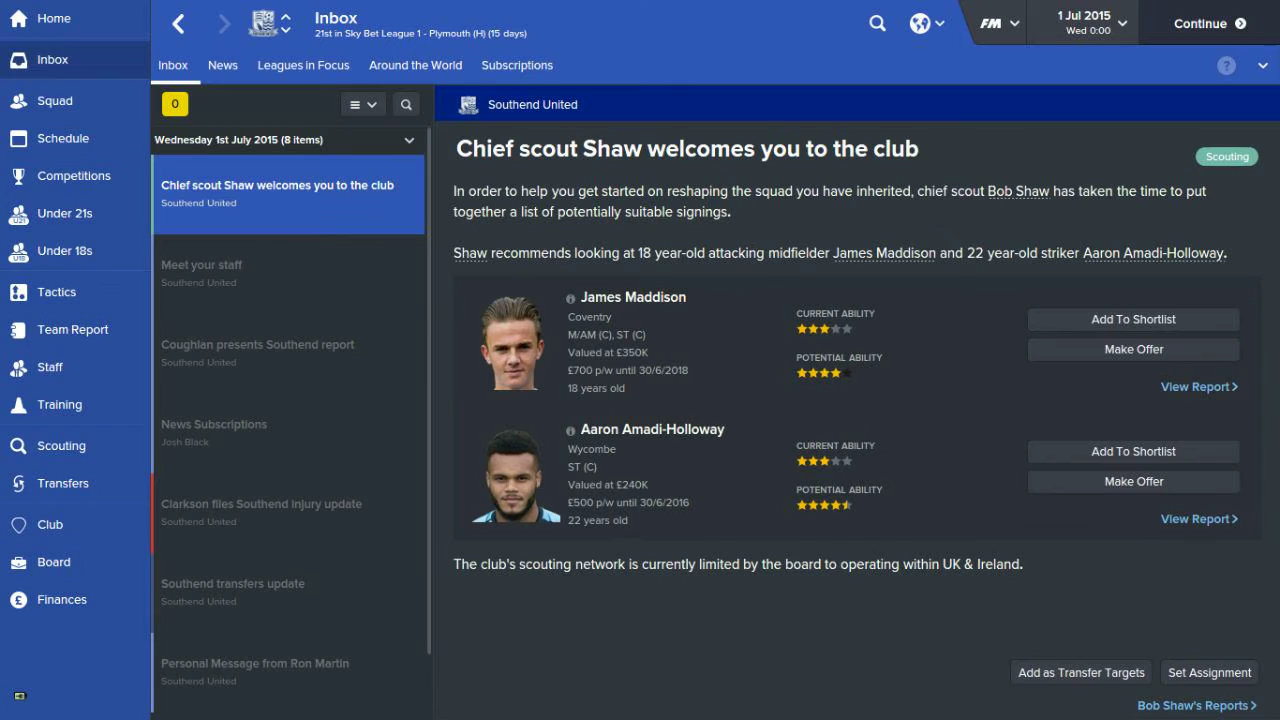 Home
Inbox
Squad
Schedule
Competitions
Under 21s
Under 18s
Tactics
Team Report
Staff
Training
Scouting
Transfers
Club
Board
Finances
Inbox
21st in Sky Bet League 1 - Plymouth (H) (15 days)
FM
1 Jul 2015
Wed 0:00
Continue
Inbox
News
Leagues in Focus
Around the World
Subscriptions
?
0
Wednesday 1st July 2015 (8 items)
Chief scout Shaw welcomes you to the club
Southend United
Meet your staff
Southend United
Coughlan presents Southend report
Southend United
News Subscriptions
Josh Black
Clarkson files Southend injury update
Southend United
Southend transfers update
Southend United
Personal Message from Ron Martin
Southend United
Southend United
Chief scout Shaw welcomes you to the club
Scouting
In order to help you get started on reshaping the squad you have inherited, chief scout Bob Shaw has taken the time to put
together a list of potentially suitable signings.
Shaw recommends looking at 18 year-old attacking midfielder James Maddison and 22 year-old striker Aaron Amadi-Holloway.
James Maddison
Coventry
M/AM (C), ST (C)
Valued at £350K
£700 p/w until 30/6/2018
18 years old
CURRENT ABILITY
POTENTIAL ABILITY
Add To Shortlist
Make Offer
View Report
Aaron Amadi-Holloway
Wycombe
ST (C)
Valued at £240K
£500 p/w until 30/6/2016
22 years old
CURRENT ABILITY
POTENTIAL ABILITY
Add To Shortlist
Make Offer
View Report
The club's scouting network is currently limited by the board to operating within UK & Ireland.
Add as Transfer Targets
Set Assignment
Bob Shaw's Reports